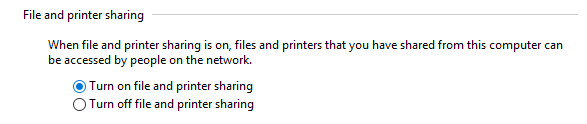 File and printer sharing
When file and printer sharing is on, files and printers that you have shared from this computer can
be accessed by people on the network.
Turn on file and printer sharing
Turn off file and printer sharing